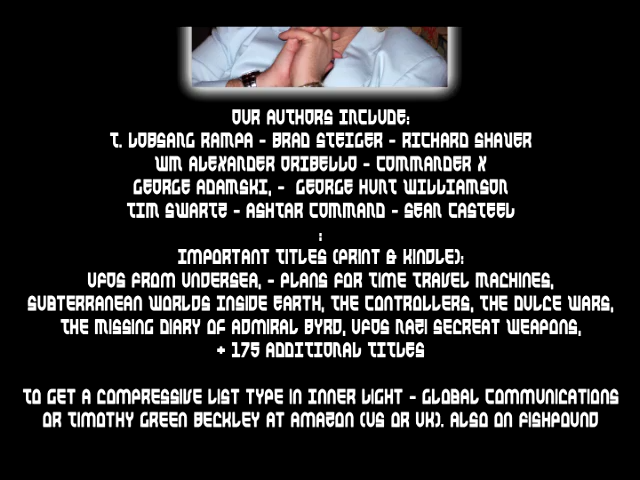 OUR AUTHORS INCLUDE:
T. LOBSANG RAMPA - BRAD STEIGER - RICHARD SHAVER
WM ALEXANDER ORIBELLO - COMMANDER X
GEORGE ADAMSKI, - GEORGE HUNT WILLIAMSON
TIM SWARTZ - ASHTAR COMMAND - SEAN CASTEEL
:
IMPORTANT TITLES (PRINT & KINDLE):
UFOS FROM UNDERSEA, - PLANS FOR TIME TRAVEL MACHINES,
SUBTERRANEAN WORLDS INSIDE EARTH, THE CONTROLLERS, THE DULCE WARS,
THE MISSING DIARY OF ADMIRAL BYRD, UFOS NAZI SECREAT WEAPONS,
+ 175 ADDITIONAL TITLES
TO GET A COMPRESSIVE LIST TYPE IN INNER LIGHT - GLOBAL COMMUNICATIONS
OR TIMOTHY GREEN BECKLEY AT AMAZON (US OR UK). ALSO ON FISHPOUND